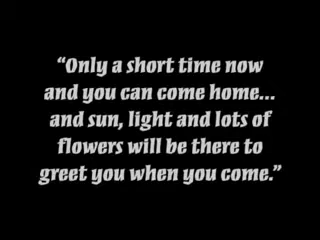 “Only a short time now
and you can come home...
and sun, light and lots of
flowers will be there to
greet you when you come.”